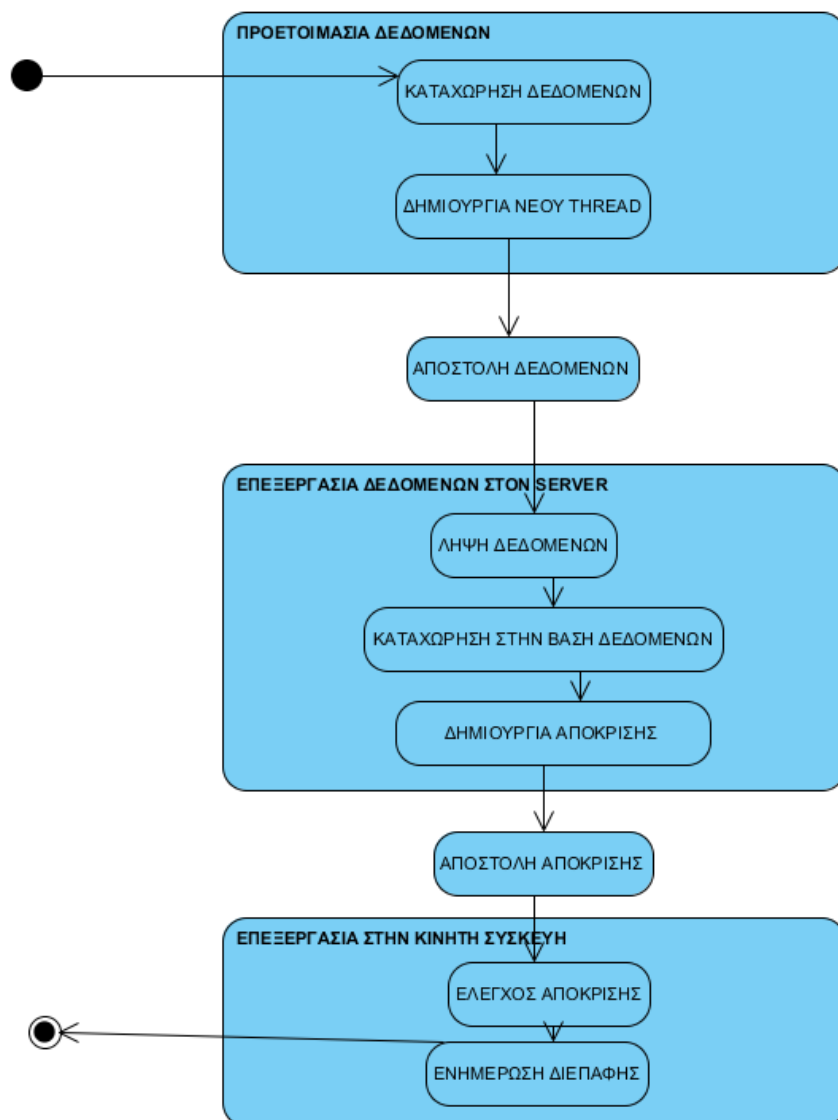 ΠΡΟΕΤΟΙΜΑΣΙΑ ΔΕΔΟΜΕΝΩΝ
ΚΑΤΑΧΩΡΗΣΗ ΔΕΔΟΜΕΝΩΝ
ΔΗΜΙΟΥΡΓΙΑ ΝΕΟΥ THREAD
ΑΠΟΣΤΟΛΗ ΔΕΔΟΜΕΝΩΝ
ΕΠΕΞΕΡΓΑΣΙΑ ΔΕΔΟΜΕΝΩΝ ΣΤΟΝ SERVER
ΛΗΨΗ ΔΕΔΟΜΕΝΩΝ
ΚΑΤΑΧΩΡΗΣΗ ΣΤΗΝ ΒΑΣΗ ΔΕΔΟΜΕΝΩΝ
ΔΗΜΙΟΥΡΓΙΑ ΑΠΟΚΡΙΣΗΣ
ΑΠΟΣΤΟΛΗ ΑΠΟΚΡΙΣΗΣ
ΕΠΕΞΕΡΓΑΣΙΑ ΣΤΗΝ ΚΙΝΗΤΗ ΣΥΣΚΕΥΗ
ΕΛΕΓΧΟΣ ΑΠΟΚΡΙΣΗΣ
ΕΝΗΜΕΡΩΣΗ ΔΙΕΠΑΦΗΣ